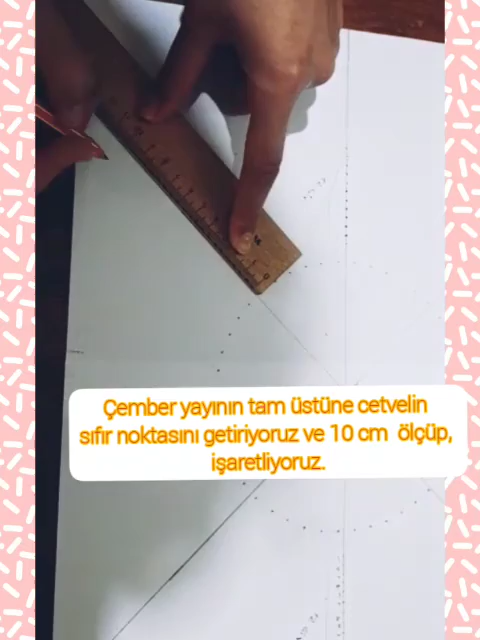 Çember yayının tam üstüne cetvelin
sıfır noktasını getiriyoruz ve 10 cm ölçüp,
işaretliyoruz.